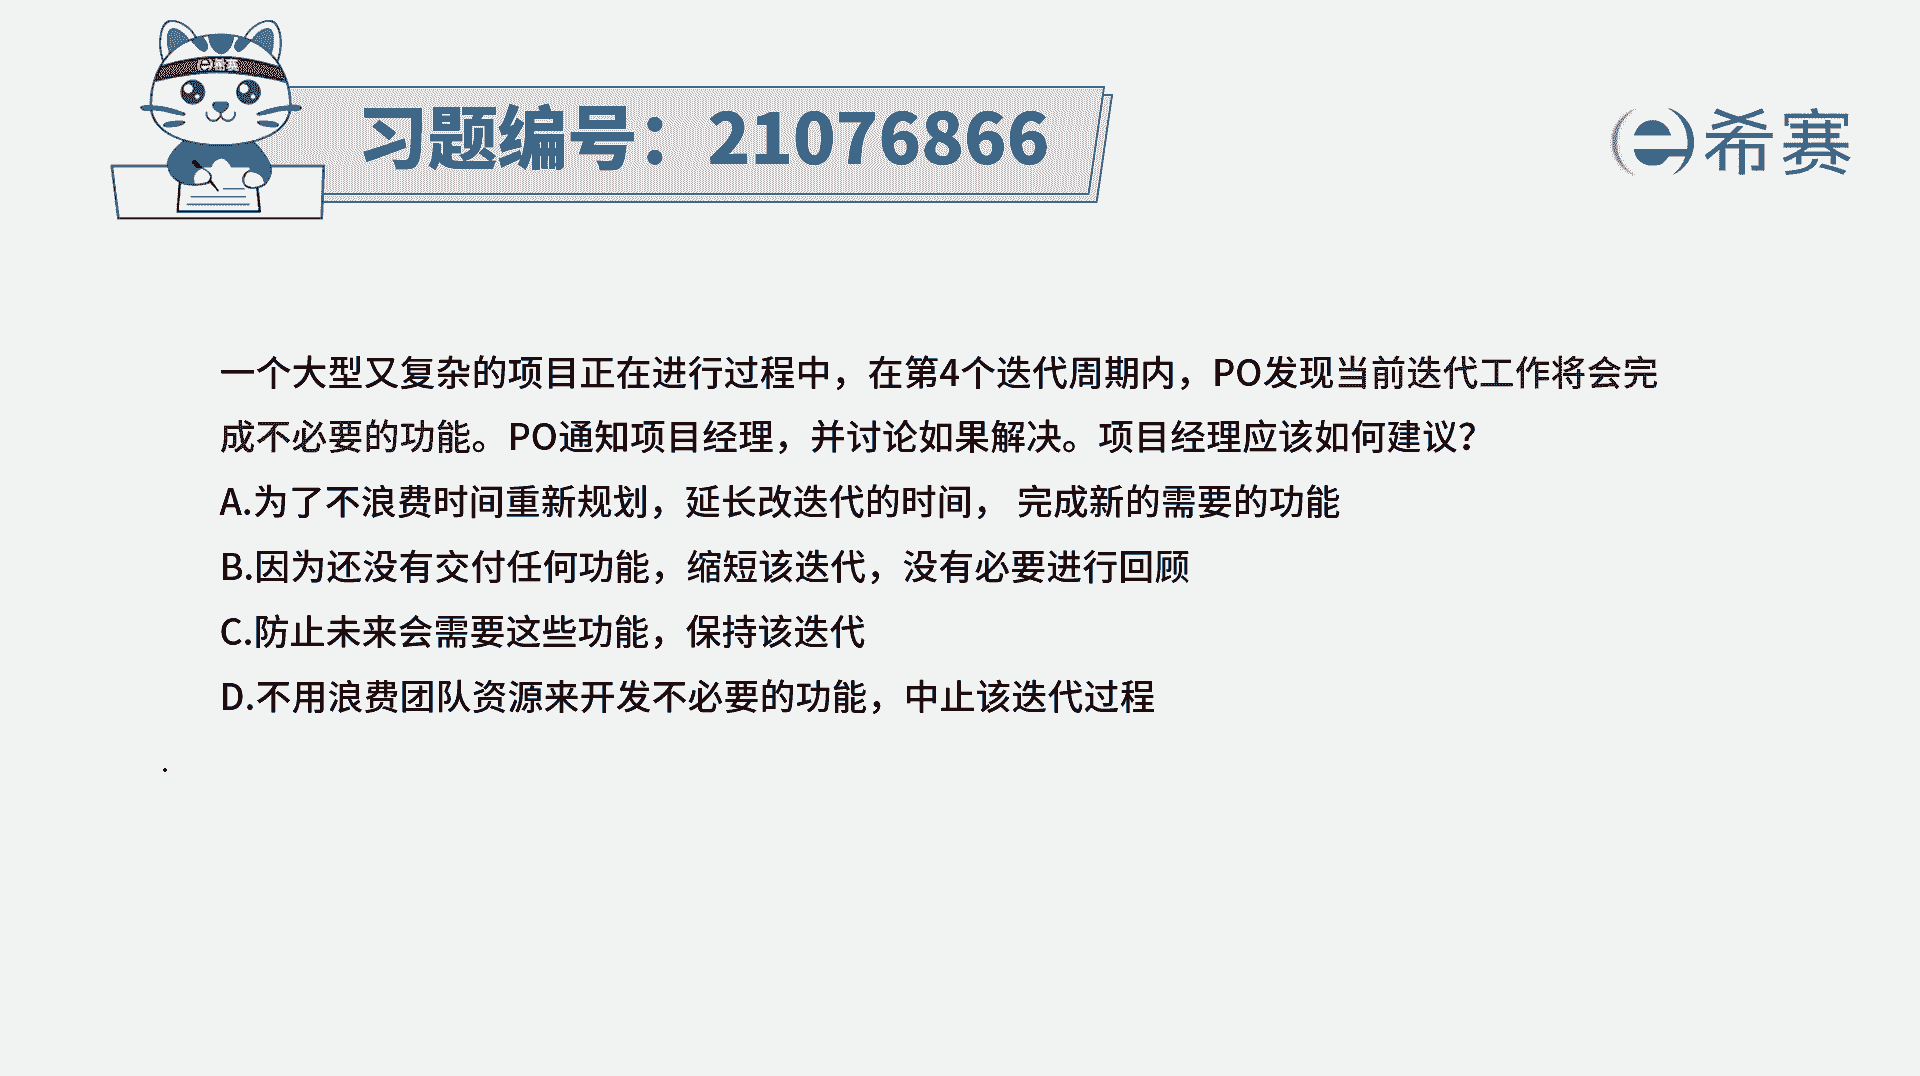 希赛
习题编号：21076866
希赛
一个大型又复杂的项目正在进行过程中，在第4个迭代周期内，PO发现当前迭代工作将会完
成不必要的功能。PO通知项目经理，并讨论如果解决。项目经理应该如何建议？
A.为了不浪费时间重新规划，延长改迭代的时间， 完成新的需要的功能
B.因为还没有交付任何功能，缩短该迭代，没有必要进行回顾
C.防止未来会需要这些功能，保持该迭代
D.不用浪费团队资源来开发不必要的功能，中止该迭代过程